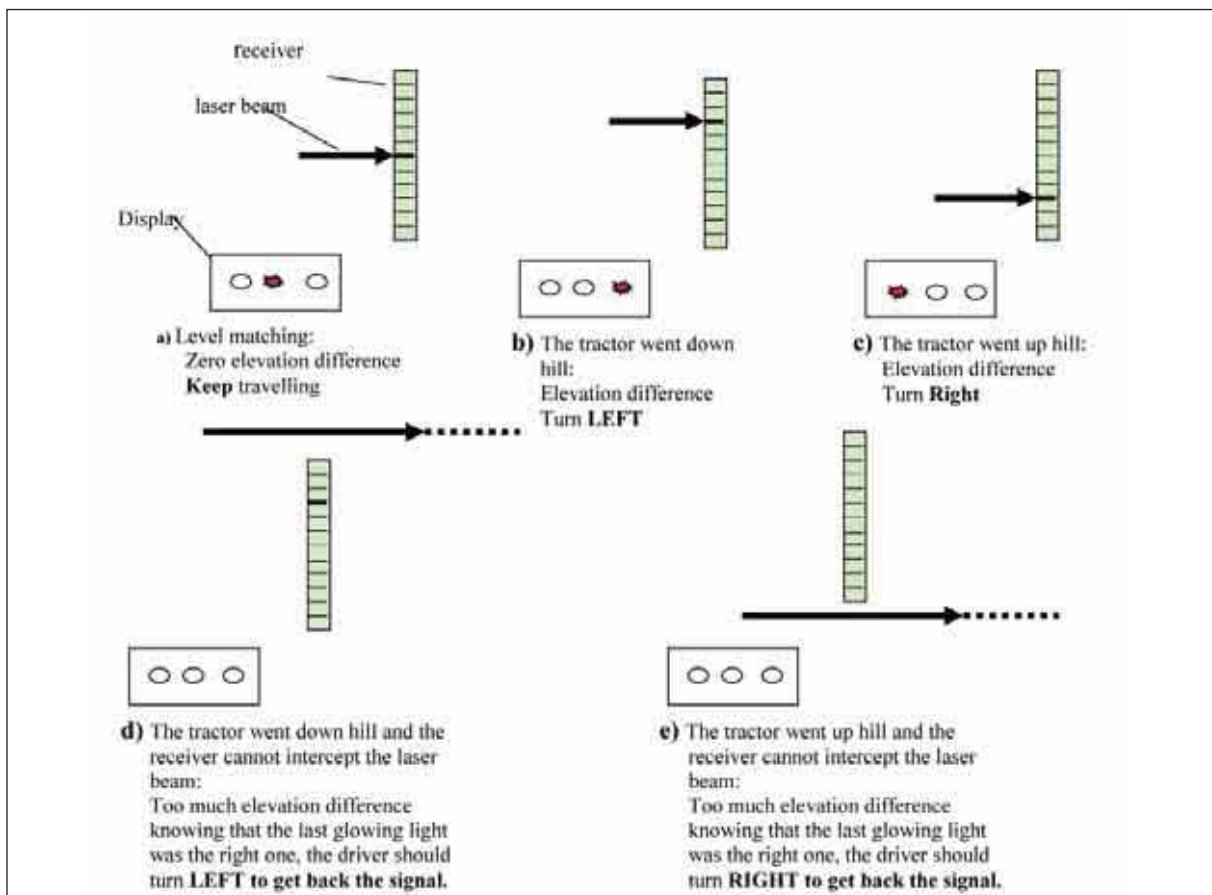 receiver
laser beam
Display
a) Level matching:
Zero elevation difference
Keep travelling
b) The tractor went down
hill:
Elevation difference
Turn LEFT
c) The tractor went up hill:
Elevation difference
Turn Right
d) The tractor went down hill and the
receiver cannot intercept the laser
beam:
Too much elevation difference
knowing that the last glowing light
was the right one, the driver should
turn LEFT to get back the signal.
e) The tractor went up hill and the
receiver cannot intercept the laser
beam:
Too much elevation difference
knowing that the last glowing light
was the right one, the driver should
turn RIGHT to get back the signal.